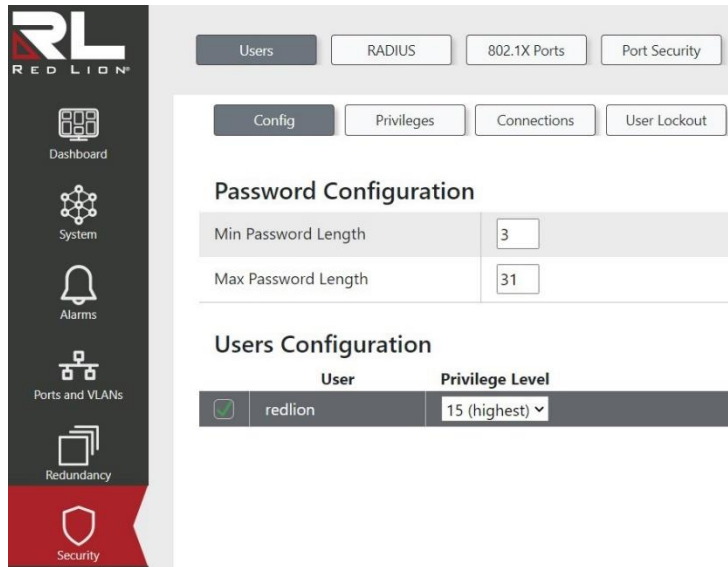 RL
RED LION®
Users RADIUS 802.1X Ports Port Security
Config Privileges Connections User Lockout
Dashboard
System
Alarms
Ports and VLANs
Redundancy
Security
Password Configuration
Min Password Length 3
Max Password Length 31
Users Configuration
User Privilege Level
redlion 15 (highest)